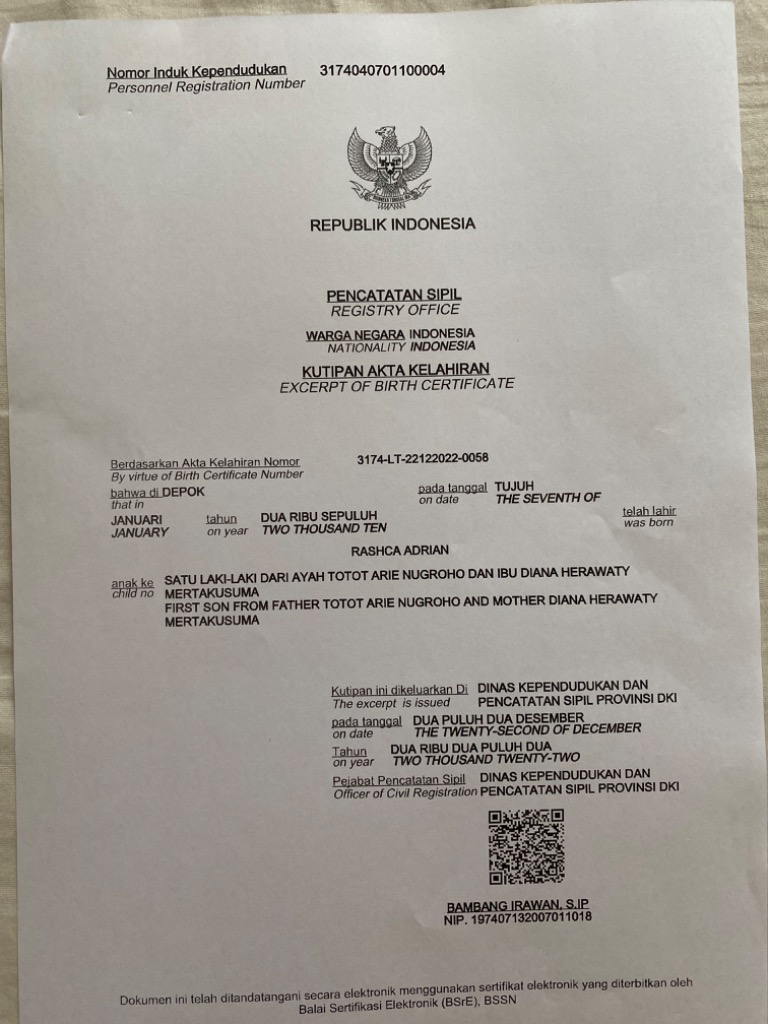 Nomor Induk Kependudukan 3174040701100004
Personnel Registration Number
REPUBLIK INDONESIA
PENCATATAN SIPIL
REGISTRY OFFICE
WARGA NEGARA INDONESIA
NATIONALITY INDONESIA
KUTIPAN AKTA KELAHIRAN
EXCERPT OF BIRTH CERTIFICATE
Berdasarkan Akta Kelahiran Nomor 3174-LT-22122022-0058
By virtue of Birth Certificate Number
bahwa di DEPOK pada tanggal TUJUH
that in on date THE SEVENTH OF
JANUARI tahun DUA RIBU SEPULUH telah lahir
JANUARY on year TWO THOUSAND TEN was born
RASHCA ADRIAN
anak ke SATU LAKI-LAKI DARI AYAH TOTOT ARIE NUGROHO DAN IBU DIANA HERAWATY
child no MERTAKUSUMA
FIRST SON FROM FATHER TOTOT ARIE NUGROHO AND MOTHER DIANA HERAWATY
MERTAKUSUMA
Kutipan ini dikeluarkan Di DINAS KEPENDUDUKAN DAN
The excerpt is issued PENCATATAN SIPIL PROVINSI DKI
pada tanggal DUA PULUH DUA DESEMBER
on date THE TWENTY-SECOND OF DECEMBER
Tahun DUA RIBU DUA PULUH DUA
on year TWO THOUSAND TWENTY-TWO
Pejabat Pencatatan Sipil DINAS KEPENDUDUKAN DAN
Officer of Civil Registration PENCATATAN SIPIL PROVINSI DKI
BAMBANG IRAWAN, S.IP
NIP. 197407132007011018
Dokumen ini telah ditandatangani secara elektronik menggunakan sertifikat elektronik yang diterbitkan oleh
Balai Sertifikasi Elektronik (BSrE), BSSN